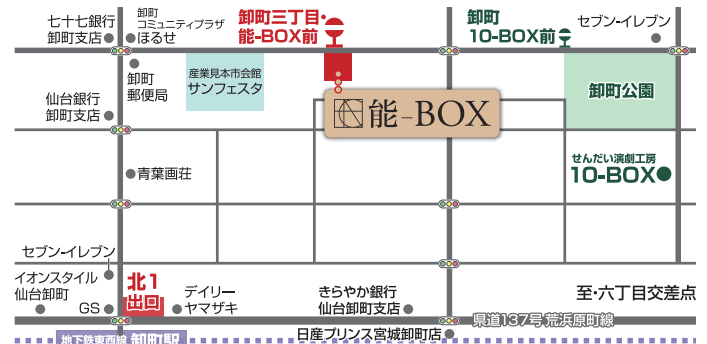 七十七銀行
卸町支店
卸町
コミュニティプラザ
ほるせ
卸町三丁目・
能-BOX前
卸町
10-BOX前
セブン-イレブン
卸町
郵便局
産業見本市会館
サンフェスタ
仙台銀行
卸町支店
能-BOX
卸町公園
青葉画荘
せんだい演劇工房
10-BOX
セブン-イレブン
イオンスタイル
仙台卸町
GS
北1
出口
デイリー
ヤマザキ
きらやか銀行
仙台卸町支店
至・六丁目交差点
県道137号 荒浜原町線
日産プリンス宮城卸町店
地下鉄東西線 卸町駅